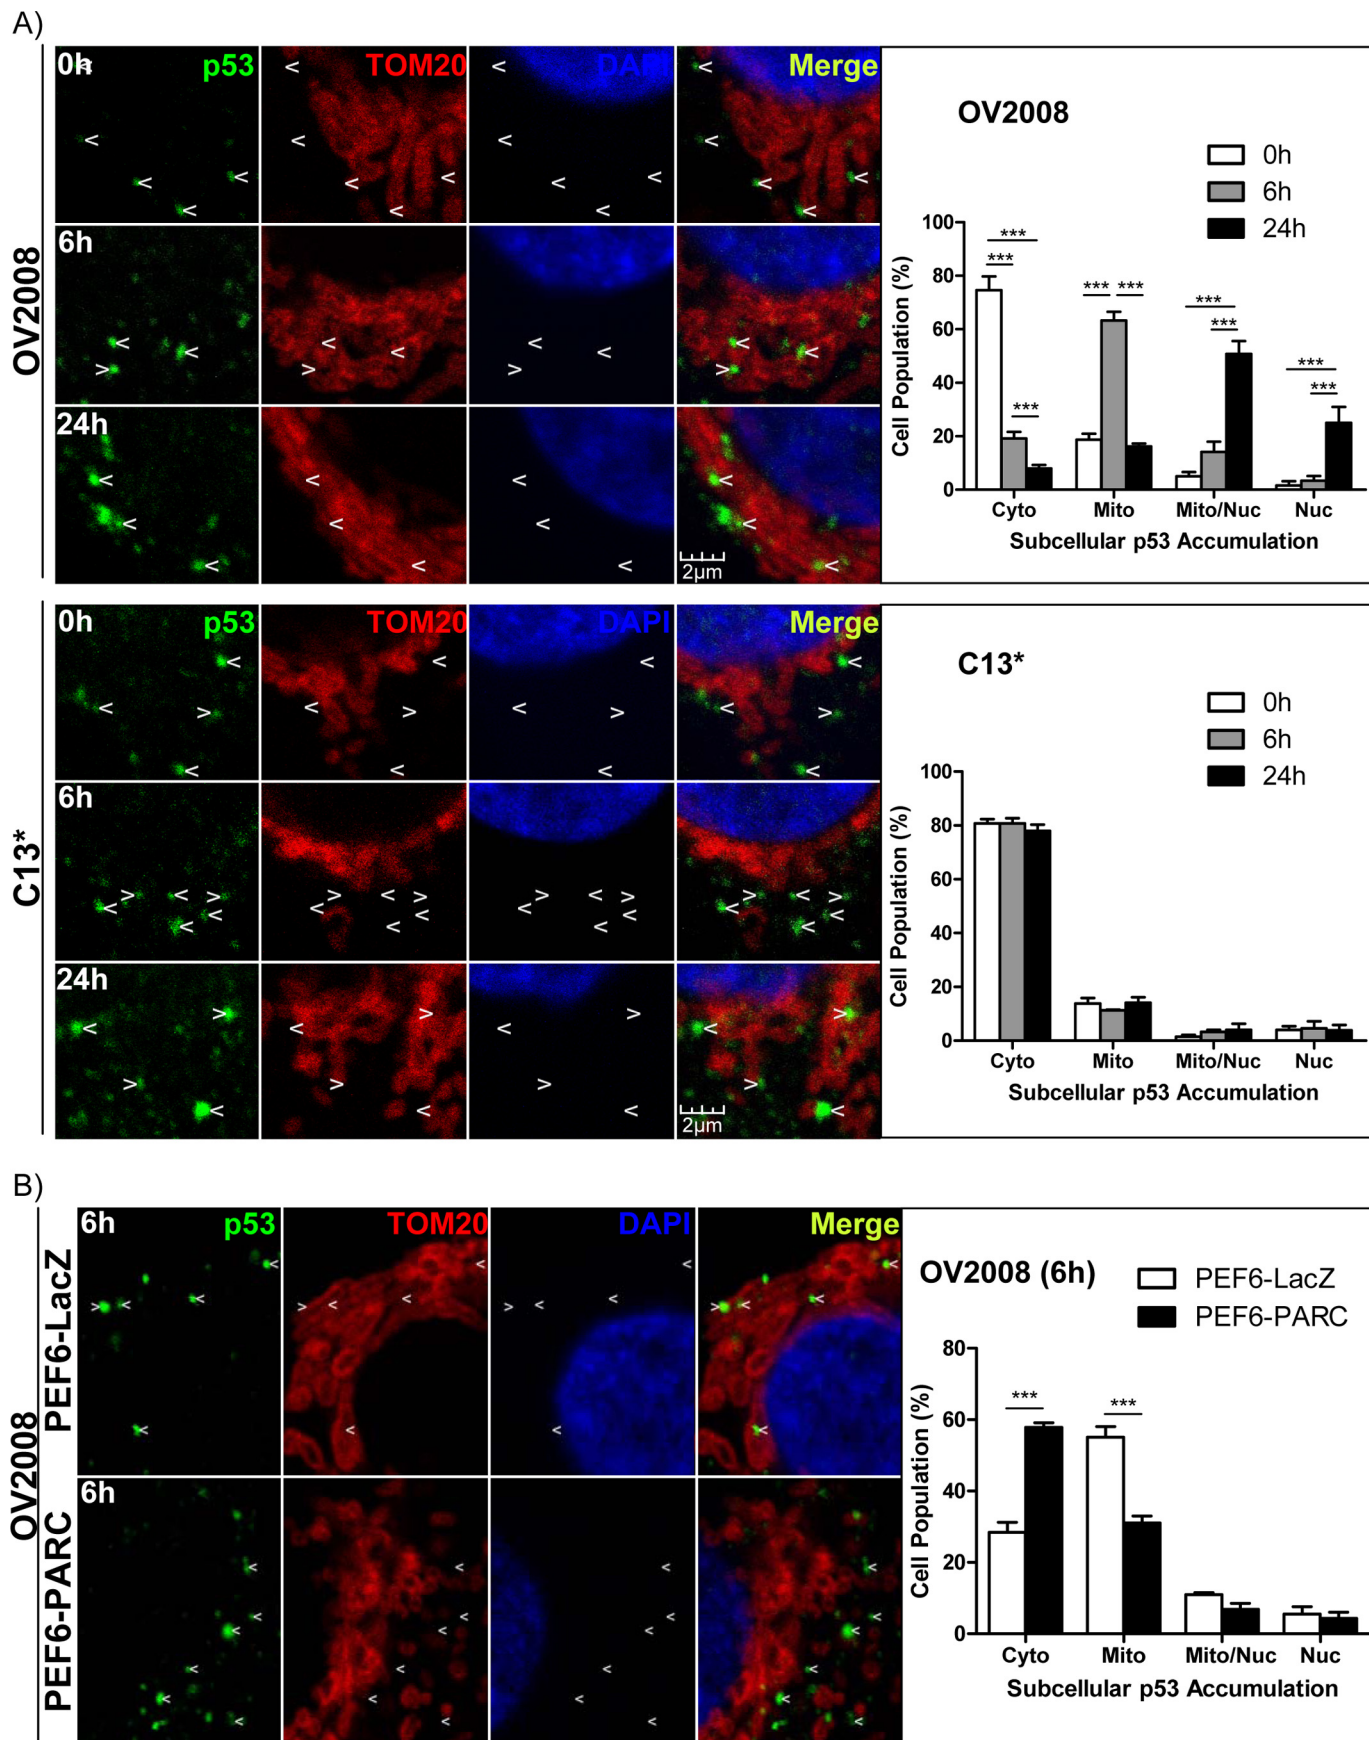 A)
OV2008
0h p53 TOM20 DAPI Merge
6h
24h
2µm
OV2008
0h
6h
24h
Cell Population (%)
100
80
60
40
20
0
*** *** *** *** *** *** *** *** ***
Cyto Mito Mito/Nuc Nuc
Subcellular p53 Accumulation
C13*
0h p53 TOM20 DAPI Merge
6h
24h
2µm
C13*
0h
6h
24h
Cell Population (%)
100
80
60
40
20
0
Cyto Mito Mito/Nuc Nuc
Subcellular p53 Accumulation
B)
OV2008
PEF6-LacZ
6h p53 TOM20 DAPI Merge
PEF6-PARC
6h
OV2008 (6h)
PEF6-LacZ
PEF6-PARC
Cell Population (%)
80
60
40
20
0
*** ***
Cyto Mito Mito/Nuc Nuc
Subcellular p53 Accumulation